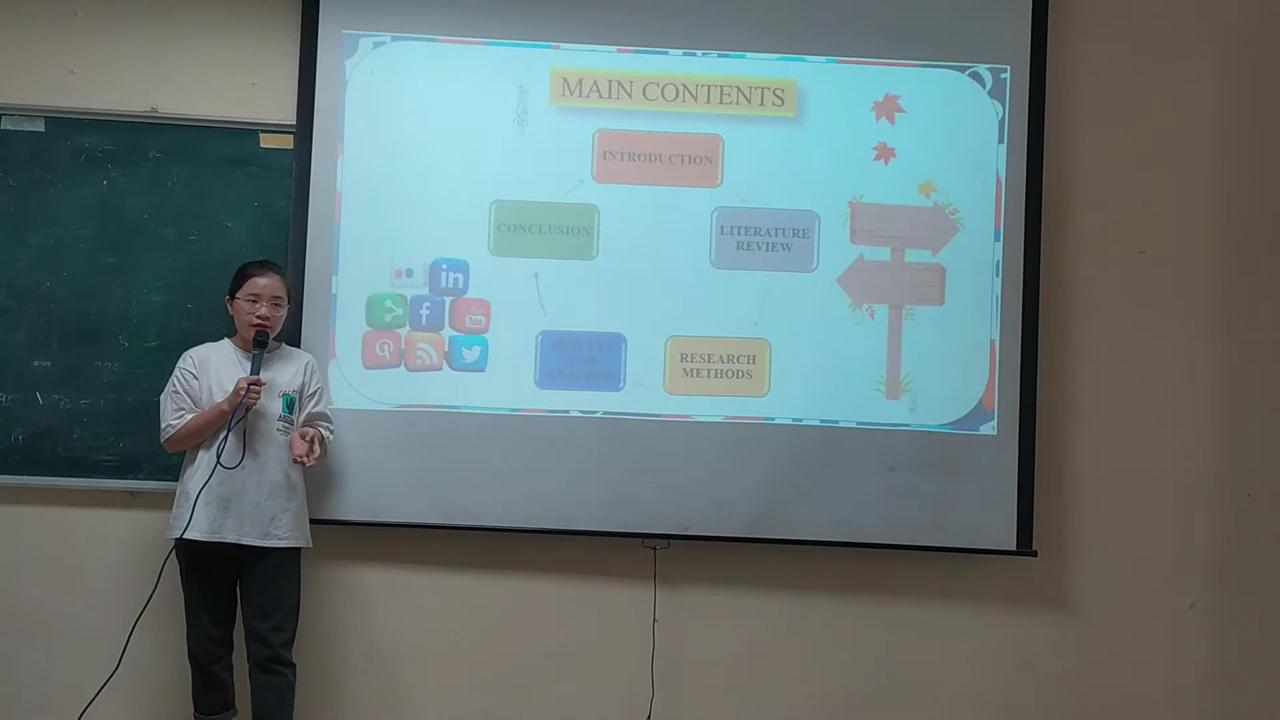 MAIN CONTENTS
INTRODUCTION
CONCLUSION
LITERATURE
REVIEW
in
f
RESEARCH
METHODS